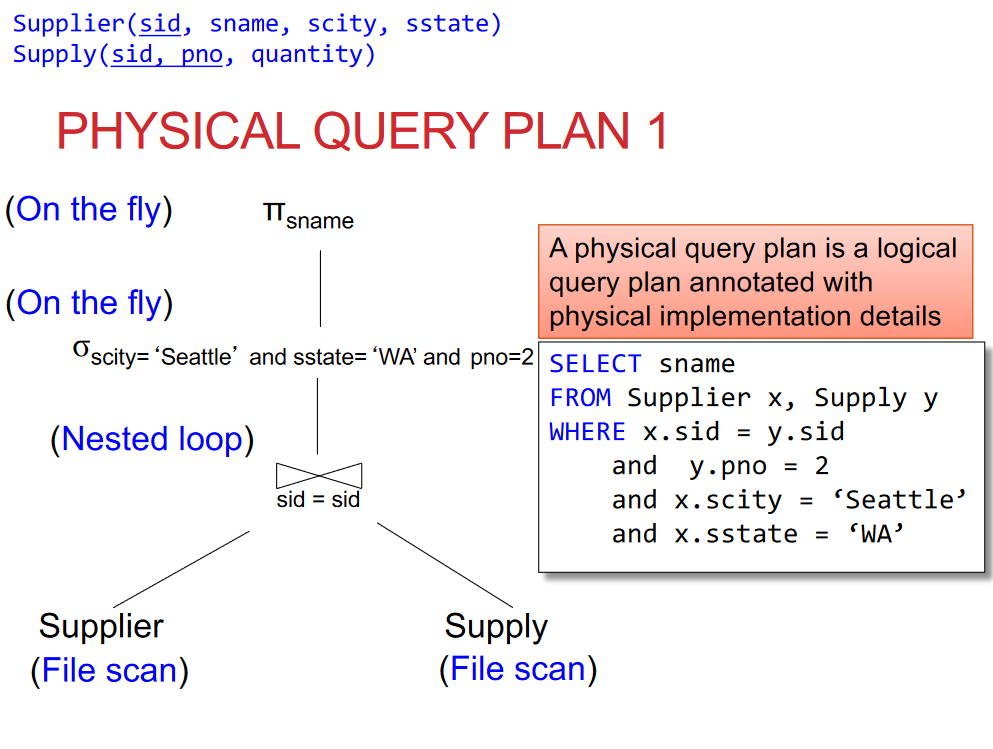 Supplier(sid, sname, scity, sstate)
Supply(sid, pno, quantity)
PHYSICAL QUERY PLAN 1
(On the fly)
πsname
(On the fly)
σscity= ‘Seattle’ and sstate= ‘WA’ and pno=2
(Nested loop)
sid = sid
Supplier
(File scan)
Supply
(File scan)
A physical query plan is a logical
query plan annotated with
physical implementation details
SELECT sname
FROM Supplier x, Supply y
WHERE x.sid = y.sid
and y.pno = 2
and x.scity = ‘Seattle’
and x.sstate = ‘WA’